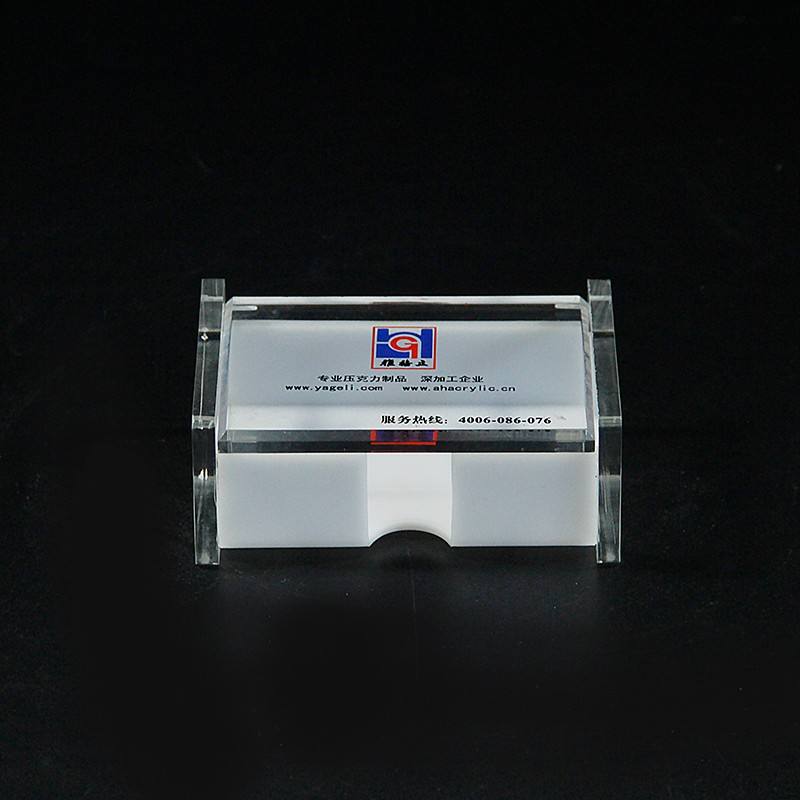 雅格立
专业压克力制品 深加工企业
www.yageli.com www.ahacrylic.cn
服务热线：4006-086-076